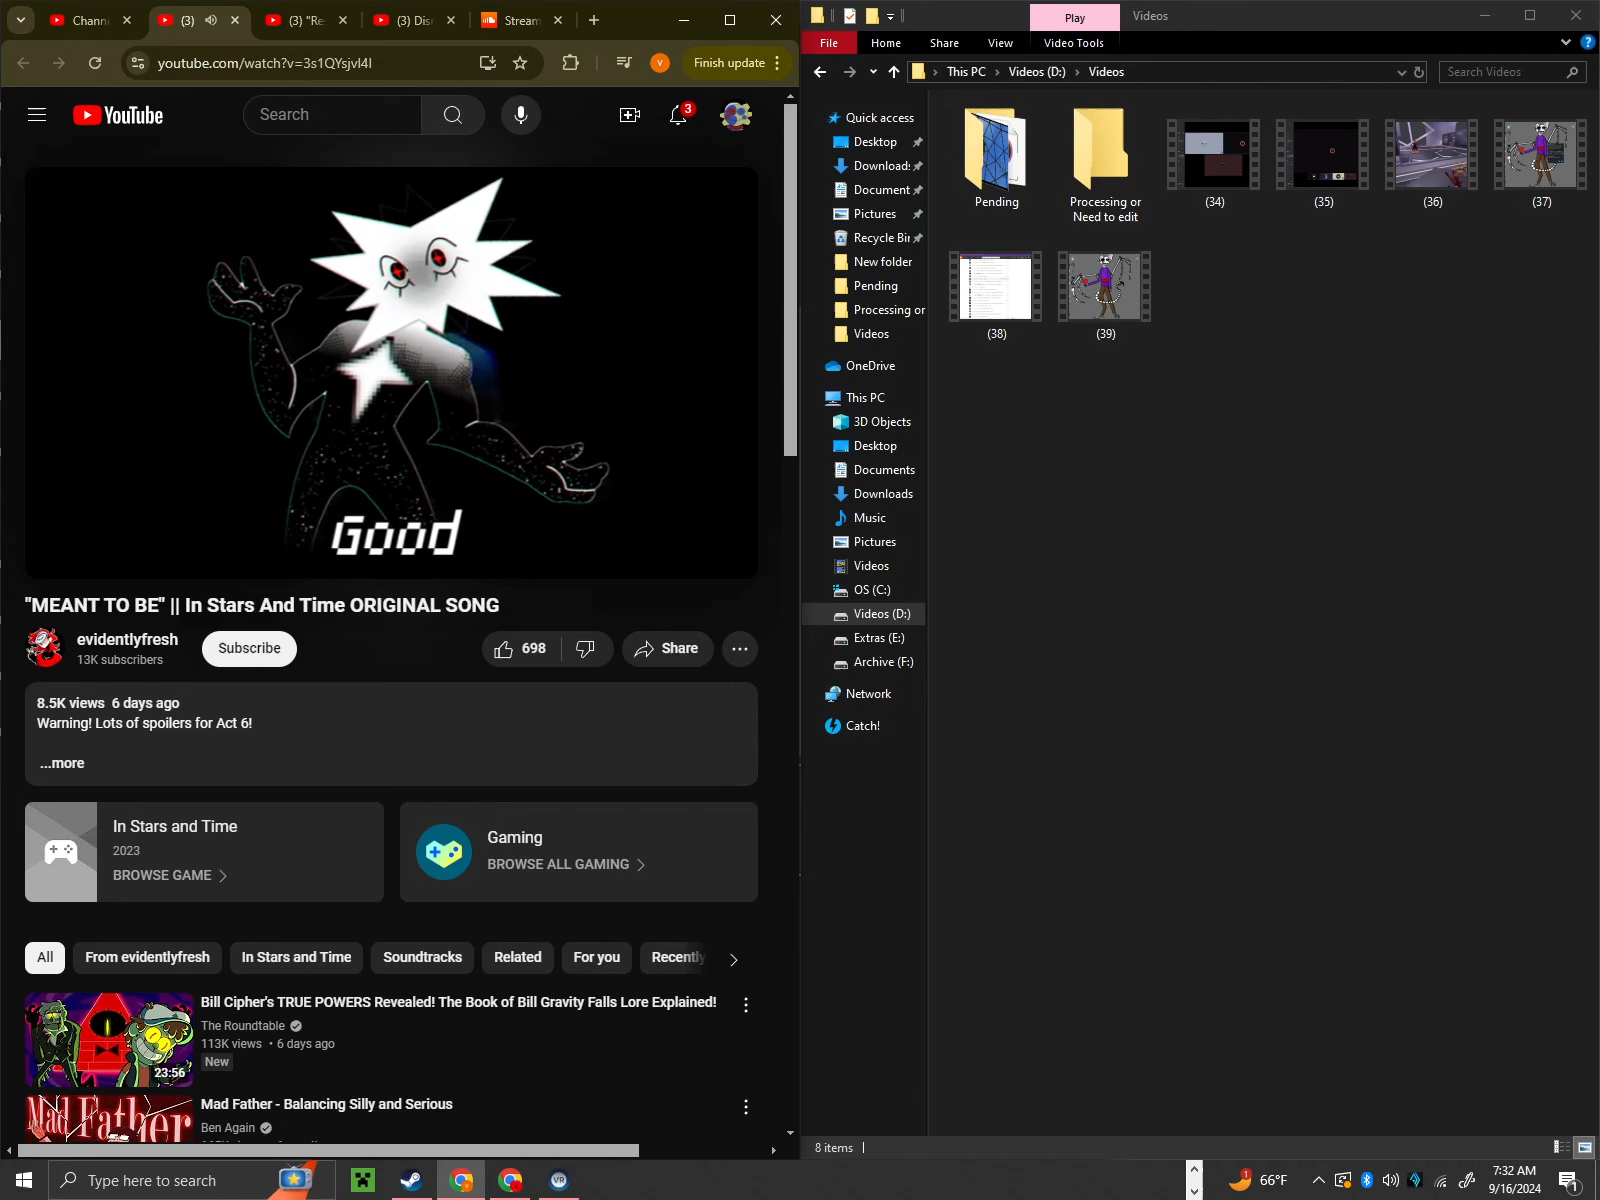 Chann
(3)
(3) "Re
(3) Dis
Stream
youtube.com/watch?v=3s1QYsjvl4I
V
Finish update
YouTube
Search
3
Good
"MEANT TO BE" || In Stars And Time ORIGINAL SONG
evidentlyfresh
13K subscribers
Subscribe
698
Share
8.5K views 6 days ago
Warning! Lots of spoilers for Act 6!
...more
In Stars and Time
2023
BROWSE GAME
Gaming
BROWSE ALL GAMING
All
From evidentlyfresh
In Stars and Time
Soundtracks
Related
For you
Recently
Bill Cipher's TRUE POWERS Revealed! The Book of Bill Gravity Falls Lore Explained!
The Roundtable
113K views • 6 days ago
New
23:56
Mad Father
Mad Father - Balancing Silly and Serious
Ben Again
Play
Videos
File
Home
Share
View
Video Tools
This PC
Videos (D:)
Videos
Search Videos
Quick access
Desktop
Downloads
Document
Pictures
Recycle Bin
New folder
Pending
Processing or
Videos
OneDrive
This PC
3D Objects
Desktop
Documents
Downloads
Music
Pictures
Videos
OS (C:)
Videos (D:)
Extras (E:)
Archive (F:)
Network
Catch!
Pending
Processing or
Need to edit
(34)
(35)
(36)
(37)
(38)
(39)
8 items
Type here to search
VR
1
66°F
7:32 AM
9/16/2024
1